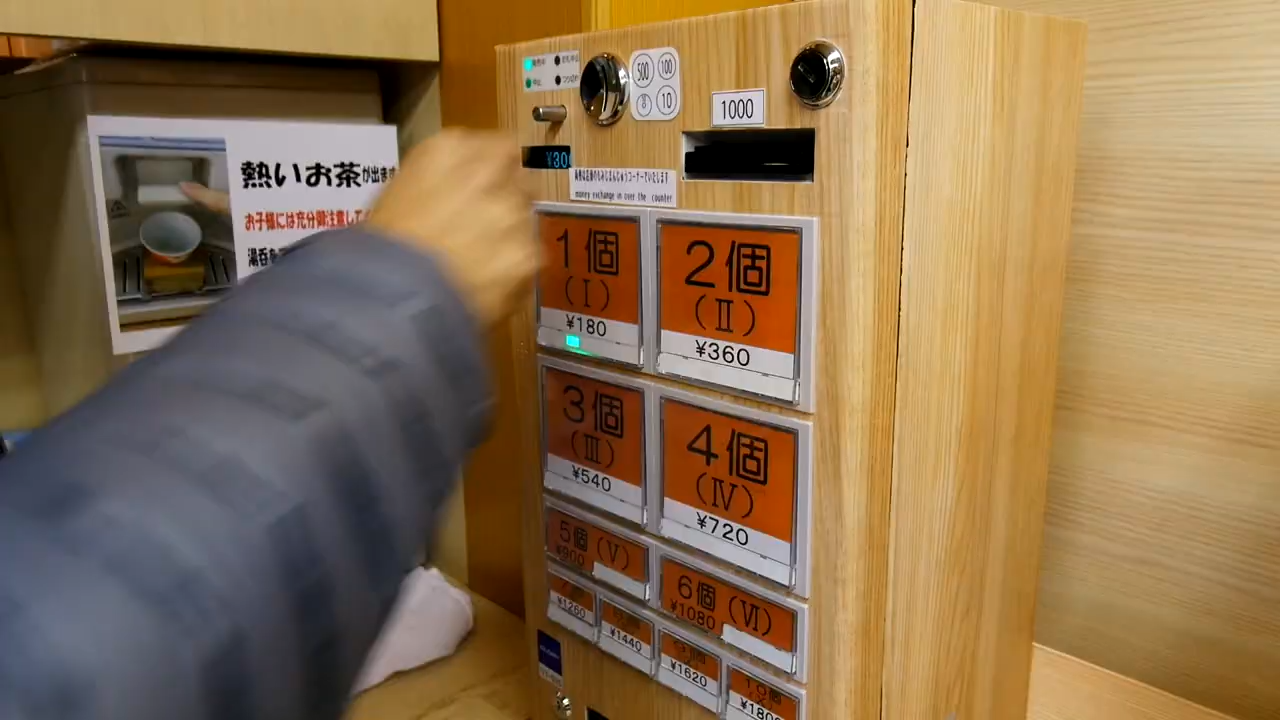 熱いお茶が出ます
お子様には充分御注意して
湯呑を
500 100
10
1000
¥300
money exchange in over the counter
1個
(Ⅰ)
¥180
2個
(Ⅱ)
¥360
3個
(Ⅲ)
¥540
4個
(Ⅳ)
¥720
5個(Ⅴ)
¥900
6個(Ⅵ)
¥1080
¥1260
¥1440
¥1620
¥1800